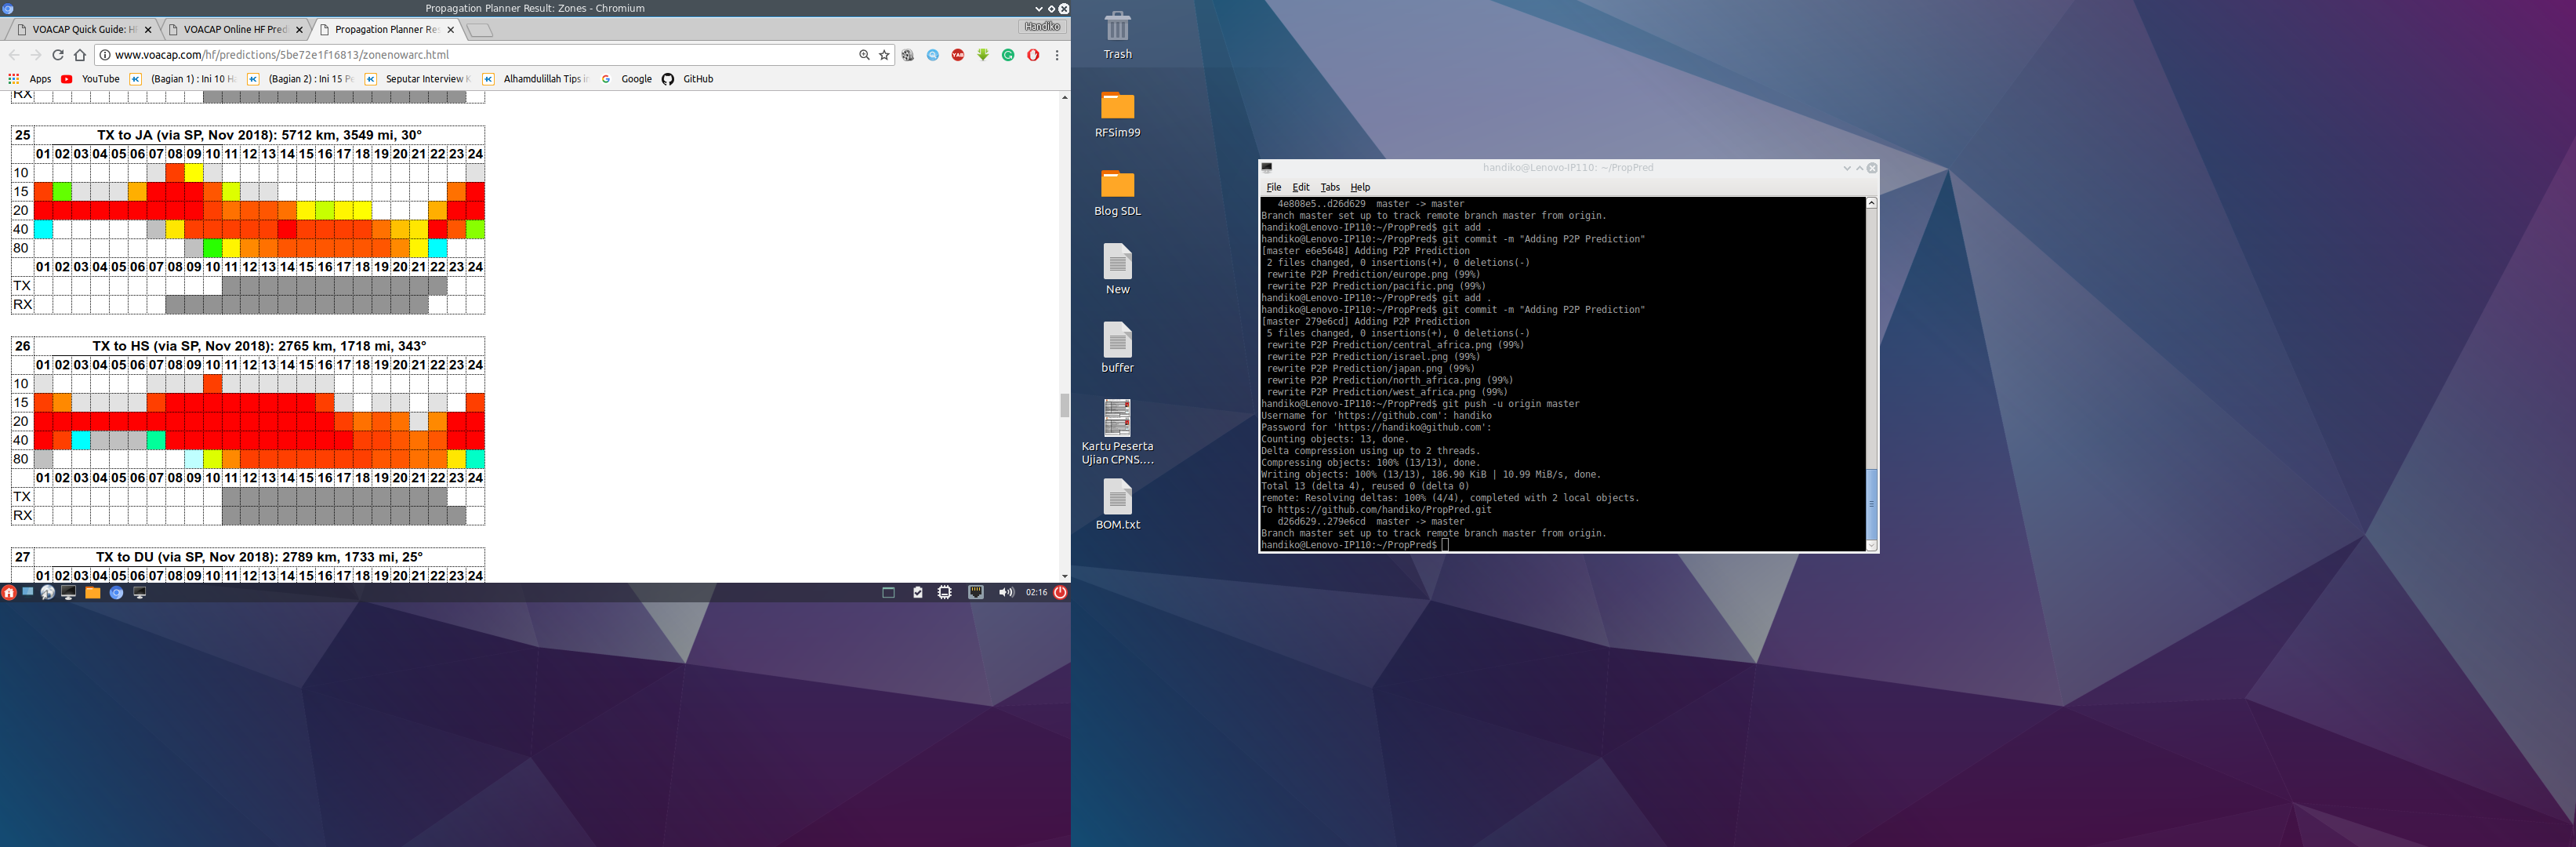 Propagation Planner Result: Zones - Chromium
VOACAP Quick Guide: H
VOACAP Online HF Pred
Propagation Planner Res
Handiko
www.voacap.com/hf/predictions/5be72e1f16813/zonenowarc.html
Apps YouTube (Bagian 1) : Ini 10 H (Bagian 2) : Ini 15 P Seputar Interview K Alhamdulillah Tips in Google GitHub
RX
25 TX to JA (via SP, Nov 2018): 5712 km, 3549 mi, 30°
01 02 03 04 05 06 07 08 09 10 11 12 13 14 15 16 17 18 19 20 21 22 23 24
10
15
20
40
80
01 02 03 04 05 06 07 08 09 10 11 12 13 14 15 16 17 18 19 20 21 22 23 24
TX
RX
26 TX to HS (via SP, Nov 2018): 2765 km, 1718 mi, 343°
01 02 03 04 05 06 07 08 09 10 11 12 13 14 15 16 17 18 19 20 21 22 23 24
10
15
20
40
80
01 02 03 04 05 06 07 08 09 10 11 12 13 14 15 16 17 18 19 20 21 22 23 24
TX
RX
27 TX to DU (via SP, Nov 2018): 2789 km, 1733 mi, 25°
01 02 03 04 05 06 07 08 09 10 11 12 13 14 15 16 17 18 19 20 21 22 23 24
02:16
Trash
RFSim99
Blog SDL
New
buffer
Kartu Peserta
Ujian CPNS....
BOM.txt
handiko@Lenovo-IP110: ~/PropPred
File Edit Tabs Help
4e808e5..d26d629  master -> master
Branch master set up to track remote branch master from origin.
handiko@Lenovo-IP110:~/PropPred$ git add .
handiko@Lenovo-IP110:~/PropPred$ git commit -m "Adding P2P Prediction"
[master e6e5648] Adding P2P Prediction
2 files changed, 0 insertions(+), 0 deletions(-)
rewrite P2P Prediction/europe.png (99%)
rewrite P2P Prediction/pacific.png (99%)
handiko@Lenovo-IP110:~/PropPred$ git add .
handiko@Lenovo-IP110:~/PropPred$ git commit -m "Adding P2P Prediction"
[master 279e6cd] Adding P2P Prediction
5 files changed, 0 insertions(+), 0 deletions(-)
rewrite P2P Prediction/central_africa.png (99%)
rewrite P2P Prediction/israel.png (99%)
rewrite P2P Prediction/japan.png (99%)
rewrite P2P Prediction/north_africa.png (99%)
rewrite P2P Prediction/west_africa.png (99%)
handiko@Lenovo-IP110:~/PropPred$ git push -u origin master
Username for 'https://github.com': handiko
Password for 'https://handiko@github.com':
Counting objects: 13, done.
Delta compression using up to 2 threads.
Compressing objects: 100% (13/13), done.
Writing objects: 100% (13/13), 186.90 KiB | 10.99 MiB/s, done.
Total 13 (delta 4), reused 0 (delta 0)
remote: Resolving deltas: 100% (4/4), completed with 2 local objects.
To https://github.com/handiko/PropPred.git
d26d629..279e6cd  master -> master
Branch master set up to track remote branch master from origin.
handiko@Lenovo-IP110:~/PropPred$